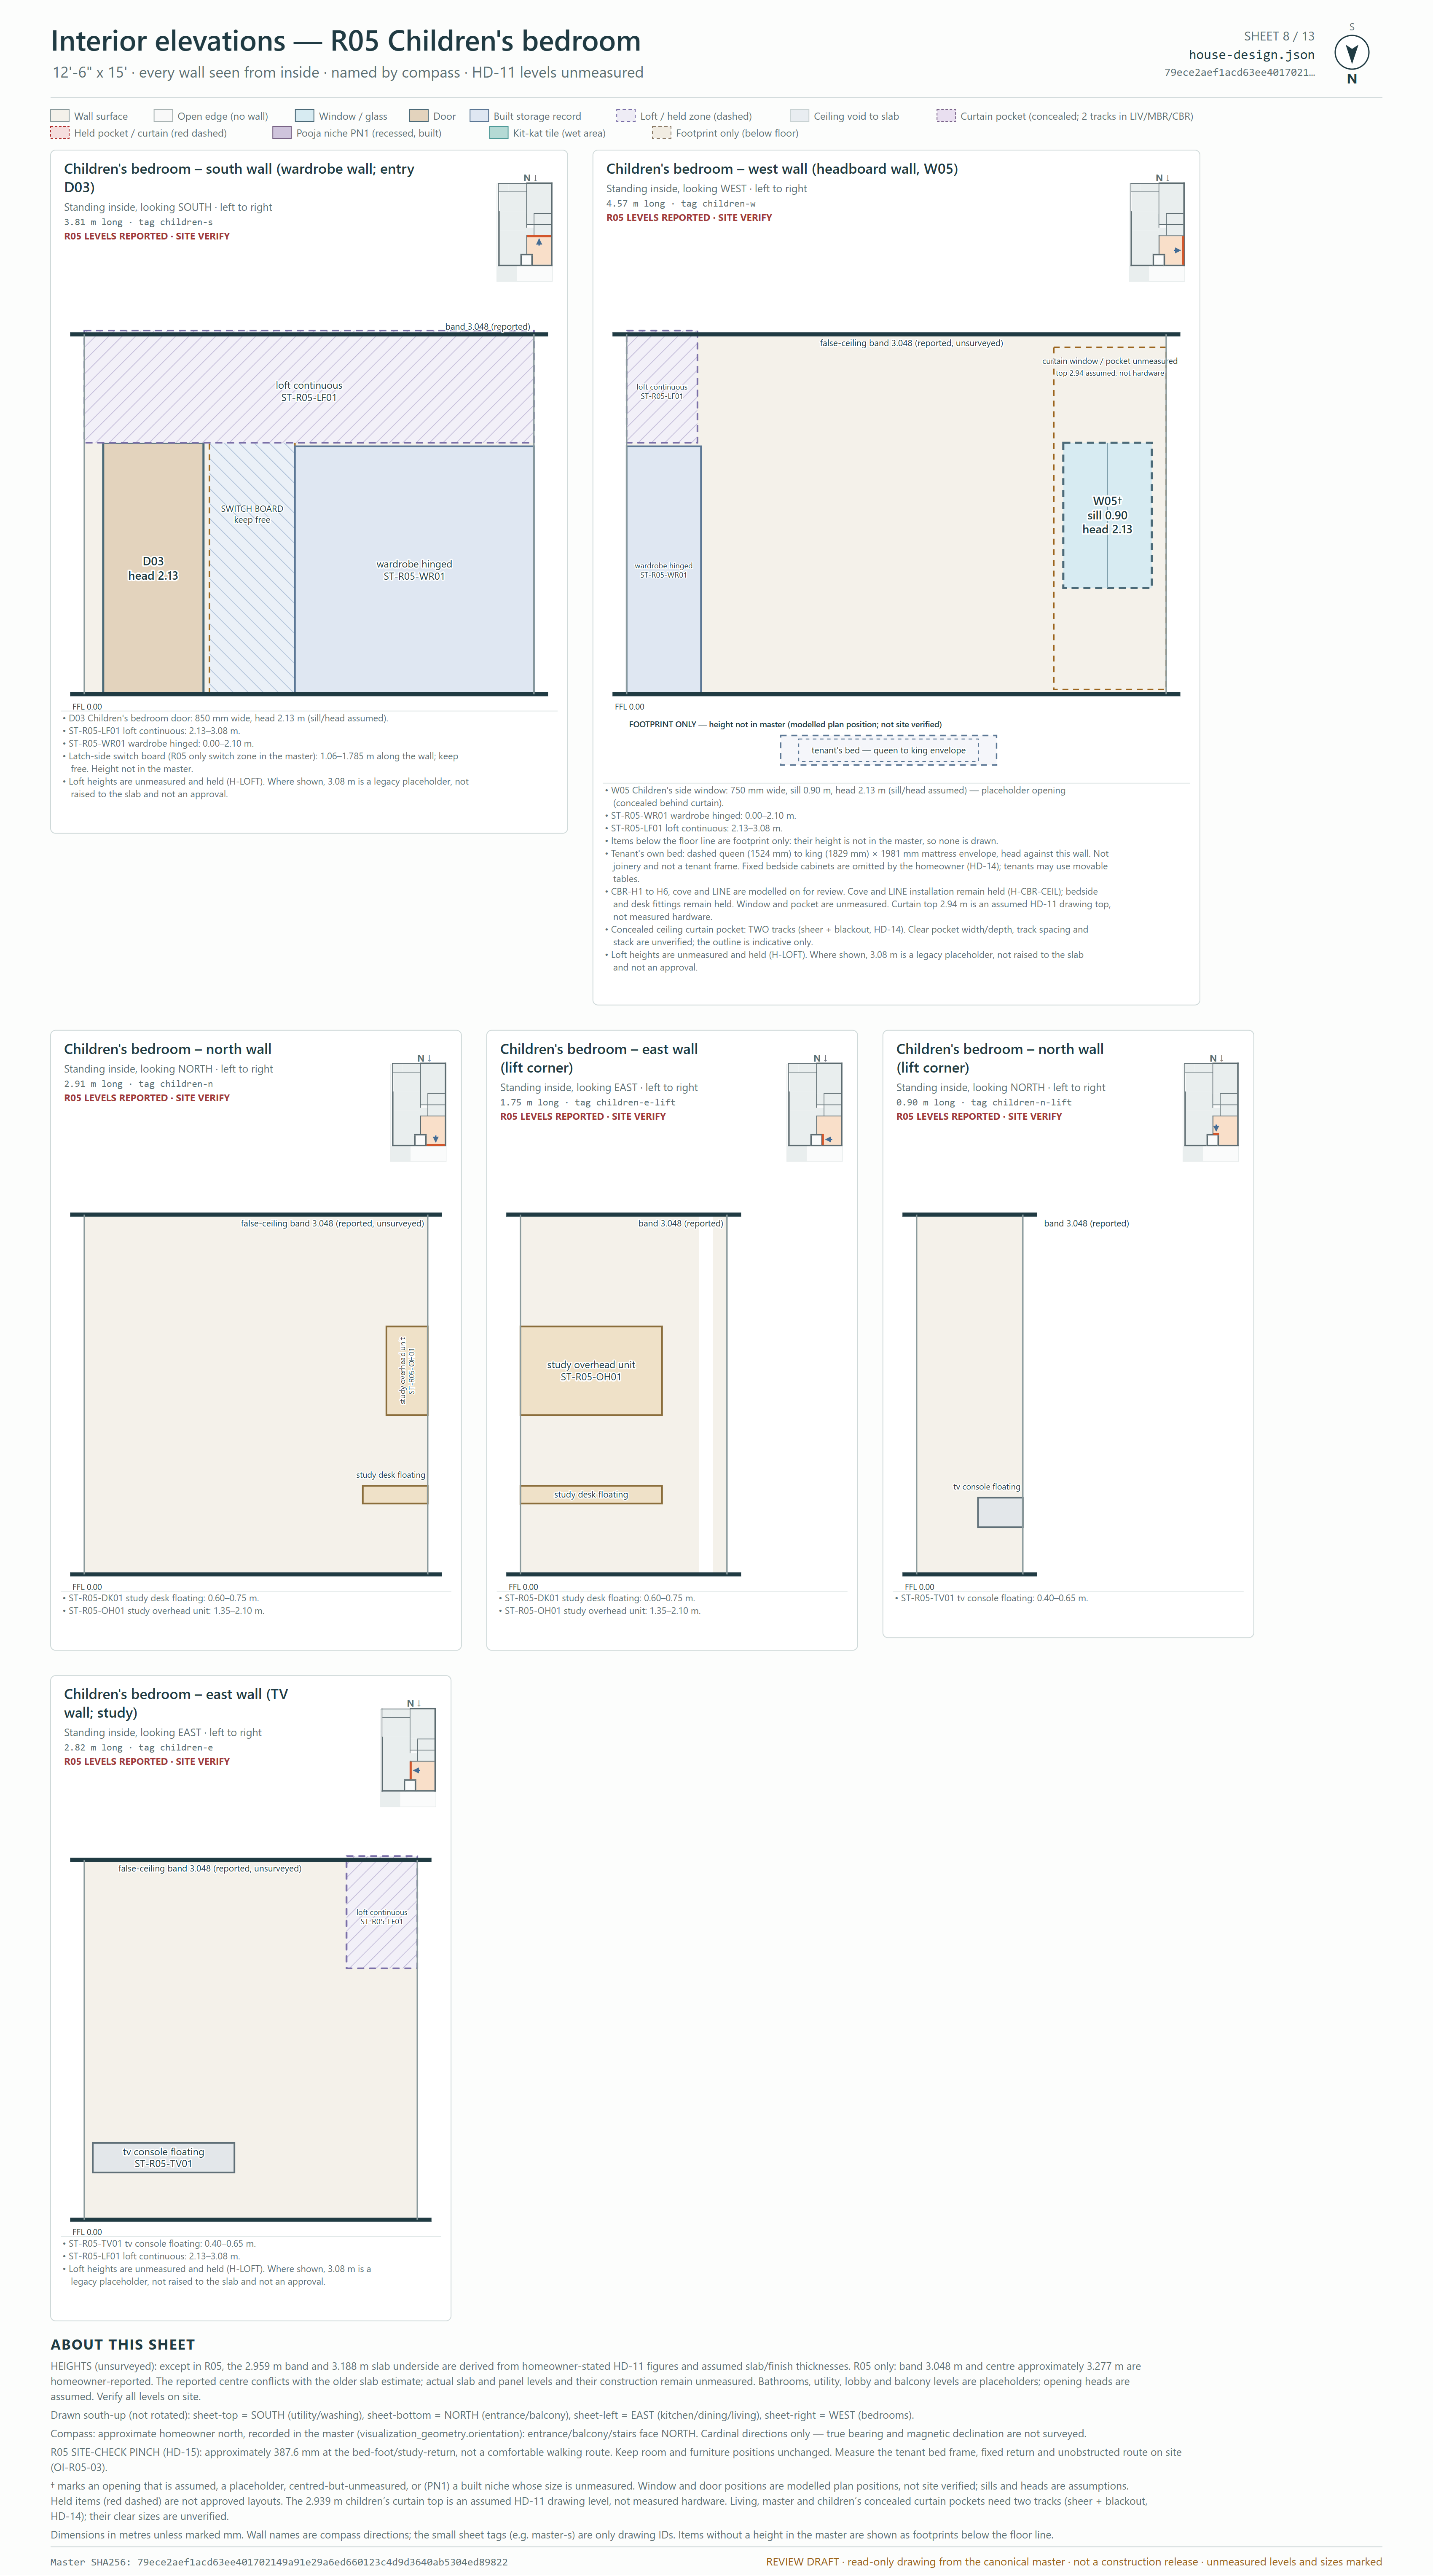 Interior elevations — R05 Children's bedroom
12'-6" x 15' · every wall seen from inside · named by compass · HD-11 levels unmeasured
SHEET 8 / 13
house-design.json
79ece2aef1acd63ee4017021…
S
N
Wall surface
Open edge (no wall)
Window / glass
Door
Built storage record
Loft / held zone (dashed)
Ceiling void to slab
Curtain pocket (concealed; 2 tracks in LIV/MBR/CBR)
Held pocket / curtain (red dashed)
Pooja niche PN1 (recessed, built)
Kit-kat tile (wet area)
Footprint only (below floor)
Children's bedroom – south wall (wardrobe wall; entry
D03)
Standing inside, looking SOUTH · left to right
3.81 m long · tag children-s
R05 LEVELS REPORTED · SITE VERIFY
N ↓
band 3.048 (reported)
loft continuous
ST-R05-LF01
SWITCH BOARD
keep free
D03
head 2.13
wardrobe hinged
ST-R05-WR01
FFL 0.00
• D03 Children's bedroom door: 850 mm wide, head 2.13 m (sill/head assumed).
• ST-R05-LF01 loft continuous: 2.13–3.08 m.
• ST-R05-WR01 wardrobe hinged: 0.00–2.10 m.
• Latch-side switch board (R05 only switch zone in the master): 1.06–1.785 m along the wall; keep
free. Height not in the master.
• Loft heights are unmeasured and held (H-LOFT). Where shown, 3.08 m is a legacy placeholder, not
raised to the slab and not an approval.
Children's bedroom – west wall (headboard wall, W05)
Standing inside, looking WEST · left to right
4.57 m long · tag children-w
R05 LEVELS REPORTED · SITE VERIFY
N ↓
false-ceiling band 3.048 (reported, unsurveyed)
curtain window / pocket unmeasured
top 2.94 assumed, not hardware
loft continuous
ST-R05-LF01
W05†
sill 0.90
head 2.13
wardrobe hinged
ST-R05-WR01
FFL 0.00
FOOTPRINT ONLY — height not in master (modelled plan position; not site verified)
tenant's bed — queen to king envelope
• W05 Children's side window: 750 mm wide, sill 0.90 m, head 2.13 m (sill/head assumed) — placeholder opening
(concealed behind curtain).
• ST-R05-WR01 wardrobe hinged: 0.00–2.10 m.
• ST-R05-LF01 loft continuous: 2.13–3.08 m.
• Items below the floor line are footprint only: their height is not in the master, so none is drawn.
• Tenant's own bed: dashed queen (1524 mm) to king (1829 mm) × 1981 mm mattress envelope, head against this wall. Not
joinery and not a tenant frame. Fixed bedside cabinets are omitted by the homeowner (HD-14); tenants may use movable
tables.
• CBR-H1 to H6, cove and LINE are modelled on for review. Cove and LINE installation remain held (H-CBR-CEIL); bedside
and desk fittings remain held. Window and pocket are unmeasured. Curtain top 2.94 m is an assumed HD-11 drawing top,
not measured hardware.
• Concealed ceiling curtain pocket: TWO tracks (sheer + blackout, HD-14). Clear pocket width/depth, track spacing and
stack are unverified; the outline is indicative only.
• Loft heights are unmeasured and held (H-LOFT). Where shown, 3.08 m is a legacy placeholder, not raised to the slab
and not an approval.
Children's bedroom – north wall
Standing inside, looking NORTH · left to right
2.91 m long · tag children-n
R05 LEVELS REPORTED · SITE VERIFY
N ↓
false-ceiling band 3.048 (reported, unsurveyed)
study overhead unit
ST-R05-OH01
study desk floating
FFL 0.00
• ST-R05-DK01 study desk floating: 0.60–0.75 m.
• ST-R05-OH01 study overhead unit: 1.35–2.10 m.
Children's bedroom – east wall
(lift corner)
Standing inside, looking EAST · left to right
1.75 m long · tag children-e-lift
R05 LEVELS REPORTED · SITE VERIFY
N ↓
band 3.048 (reported)
study overhead unit
ST-R05-OH01
study desk floating
FFL 0.00
• ST-R05-DK01 study desk floating: 0.60–0.75 m.
• ST-R05-OH01 study overhead unit: 1.35–2.10 m.
Children's bedroom – north wall
(lift corner)
Standing inside, looking NORTH · left to right
0.90 m long · tag children-n-lift
R05 LEVELS REPORTED · SITE VERIFY
N ↓
band 3.048 (reported)
tv console floating
FFL 0.00
• ST-R05-TV01 tv console floating: 0.40–0.65 m.
Children's bedroom – east wall (TV
wall; study)
Standing inside, looking EAST · left to right
2.82 m long · tag children-e
R05 LEVELS REPORTED · SITE VERIFY
N ↓
false-ceiling band 3.048 (reported, unsurveyed)
loft continuous
ST-R05-LF01
tv console floating
ST-R05-TV01
FFL 0.00
• ST-R05-TV01 tv console floating: 0.40–0.65 m.
• ST-R05-LF01 loft continuous: 2.13–3.08 m.
• Loft heights are unmeasured and held (H-LOFT). Where shown, 3.08 m is a
legacy placeholder, not raised to the slab and not an approval.
ABOUT THIS SHEET
HEIGHTS (unsurveyed): except in R05, the 2.959 m band and 3.188 m slab underside are derived from homeowner-stated HD-11 figures and assumed slab/finish thicknesses. R05 only: band 3.048 m and centre approximately 3.277 m are
homeowner-reported. The reported centre conflicts with the older slab estimate; actual slab and panel levels and their construction remain unmeasured. Bathrooms, utility, lobby and balcony levels are placeholders; opening heads are
assumed. Verify all levels on site.
Drawn south-up (not rotated): sheet-top = SOUTH (utility/washing), sheet-bottom = NORTH (entrance/balcony), sheet-left = EAST (kitchen/dining/living), sheet-right = WEST (bedrooms).
Compass: approximate homeowner north, recorded in the master (visualization_geometry.orientation): entrance/balcony/stairs face NORTH. Cardinal directions only — true bearing and magnetic declination are not surveyed.
R05 SITE-CHECK PINCH (HD-15): approximately 387.6 mm at the bed-foot/study-return, not a comfortable walking route. Keep room and furniture positions unchanged. Measure the tenant bed frame, fixed return and unobstructed route on site
(OI-R05-03).
† marks an opening that is assumed, a placeholder, centred-but-unmeasured, or (PN1) a built niche whose size is unmeasured. Window and door positions are modelled plan positions, not site verified; sills and heads are assumptions.
Held items (red dashed) are not approved layouts. The 2.939 m children's curtain top is an assumed HD-11 drawing level, not measured hardware. Living, master and children's concealed curtain pockets need two tracks (sheer + blackout,
HD-14); their clear sizes are unverified.
Dimensions in metres unless marked mm. Wall names are compass directions; the small sheet tags (e.g. master-s) are only drawing IDs. Items without a height in the master are shown as footprints below the floor line.
Master SHA256: 79ece2aef1acd63ee401702149a91e29a6ed660123c4d9d3640ab5304ed89822
REVIEW DRAFT · read-only drawing from the canonical master · not a construction release · unmeasured levels and sizes marked